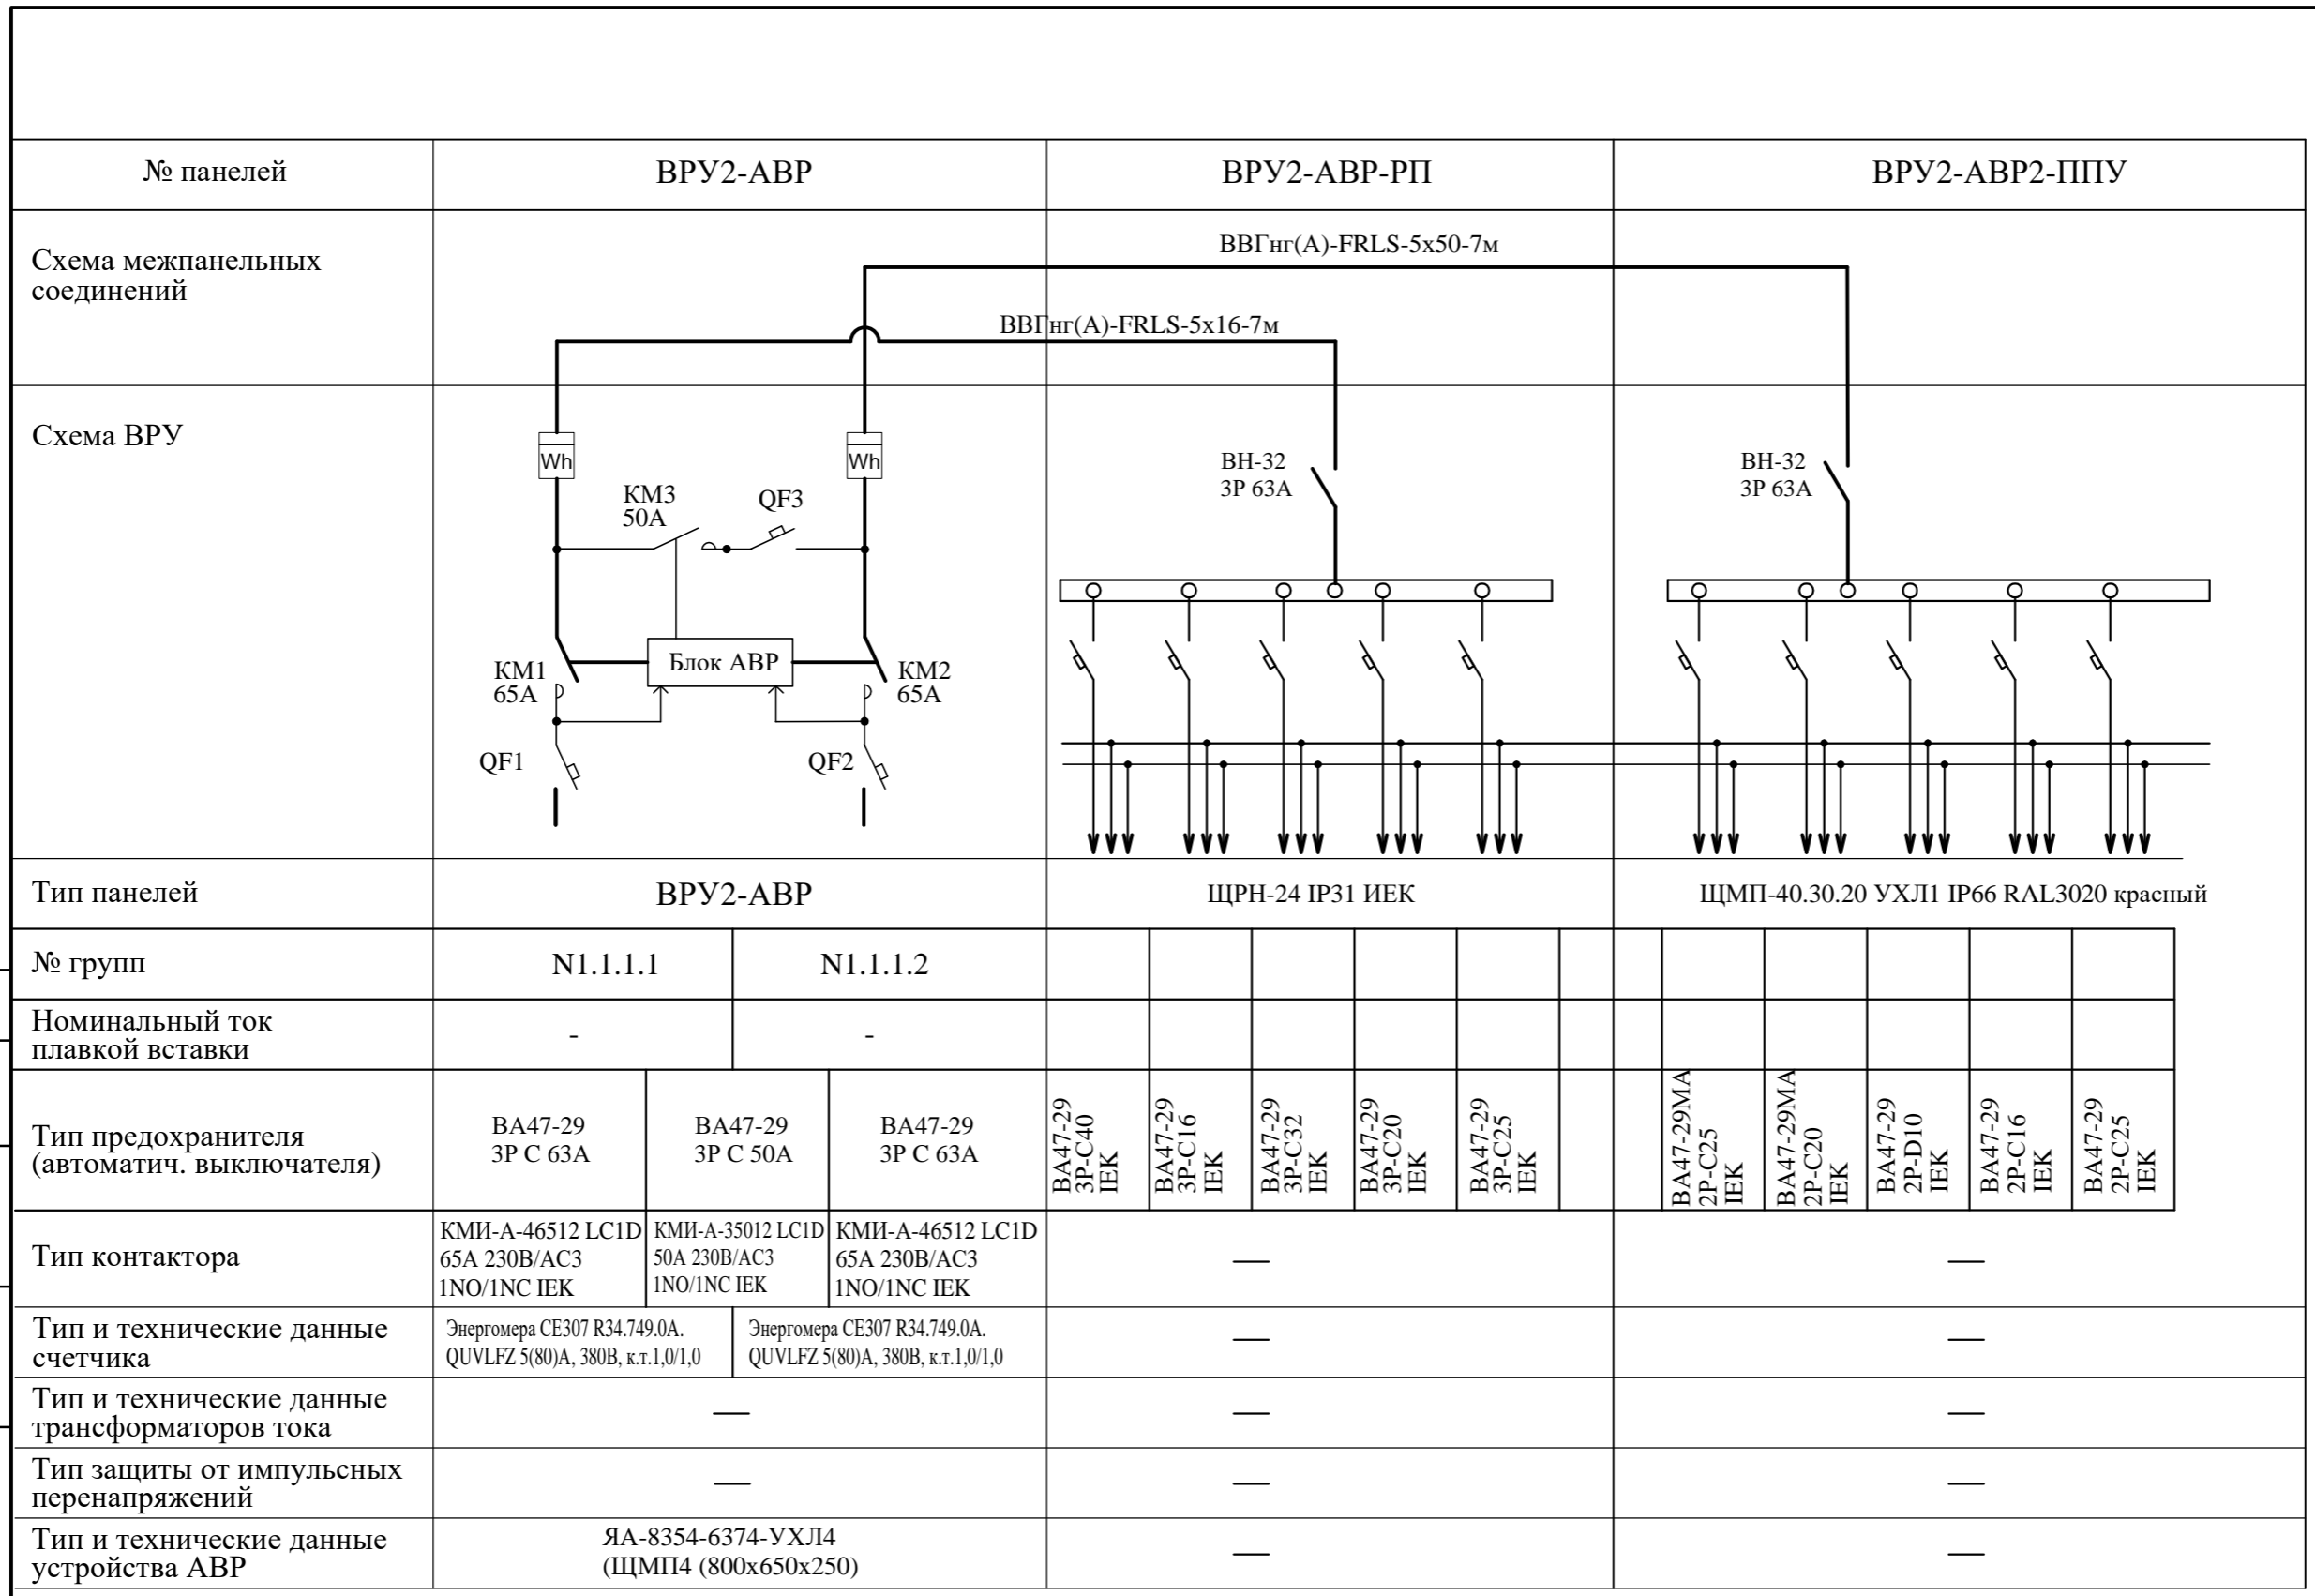 № панелей
ВРУ2-АВР
ВРУ2-АВР-РП
ВРУ2-АВР2-ППУ
Схема межпанельных
соединений
ВВГнг(А)-FRLS-5х50-7м
ВВГнг(А)-FRLS-5х16-7м
Схема ВРУ
Wh
Wh
КМ3
50А
QF3
ВН-32
3Р 63А
ВН-32
3Р 63А
Блок АВР
КМ1
65А
КМ2
65А
QF1
QF2
Тип панелей
ВРУ2-АВР
ЩРН-24 IP31 ИЕК
ЩМП-40.30.20 УХЛ1 IP66 RAL3020 красный
№ групп
N1.1.1.1
N1.1.1.2
Номинальный ток
плавкой вставки
-
-
Тип предохранителя
(автоматич. выключателя)
ВА47-29
3Р С 63А
ВА47-29
3Р С 50А
ВА47-29
3Р С 63А
ВА47-29
3Р-С40
IEK
ВА47-29
3Р-С16
IEK
ВА47-29
3Р-С32
IEK
ВА47-29
3Р-С20
IEK
ВА47-29
3Р-С25
IEK
ВА47-29МА
2Р-С25
IEK
ВА47-29МА
2Р-С20
IEK
ВА47-29
2Р-D10
IEK
ВА47-29
2Р-С16
IEK
ВА47-29
2Р-С25
IEK
Тип контактора
КМИ-А-46512 LC1D
65А 230В/АС3
1NO/1NC IEK
КМИ-А-35012 LC1D
50А 230В/АС3
1NO/1NC IEK
КМИ-А-46512 LC1D
65А 230В/АС3
1NO/1NC IEK
—
—
Тип и технические данные
счетчика
Энергомера СЕ307 R34.749.0А.
QUVLFZ 5(80)А, 380В, к.т.1,0/1,0
Энергомера СЕ307 R34.749.0А.
QUVLFZ 5(80)А, 380В, к.т.1,0/1,0
—
—
Тип и технические данные
трансформаторов тока
—
—
—
Тип защиты от импульсных
перенапряжений
—
—
—
Тип и технические данные
устройства АВР
ЯА-8354-6374-УХЛ4
(ЩМП4 (800х650х250)
—
—